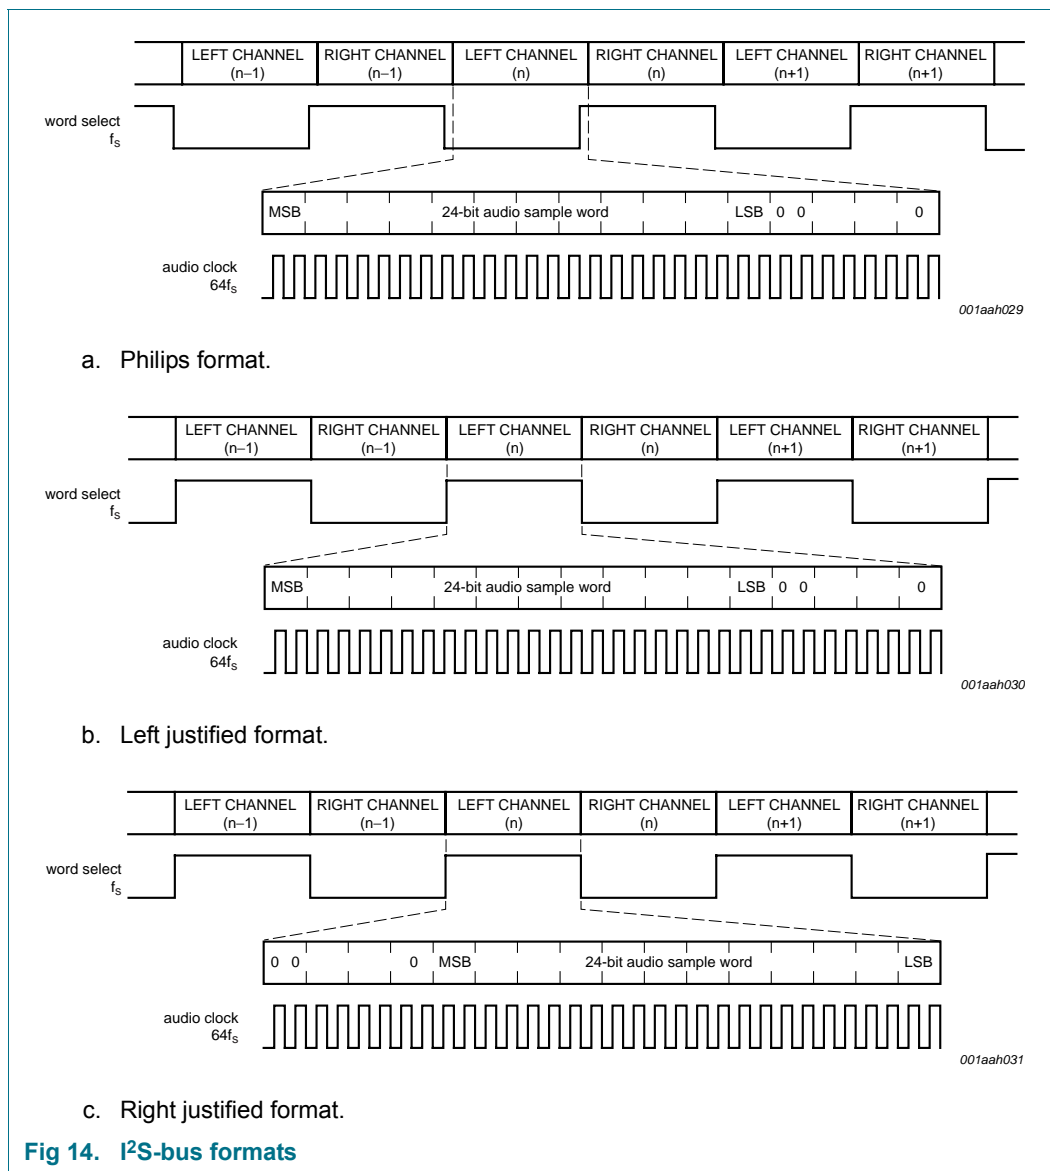 LEFT CHANNEL (n−1) RIGHT CHANNEL (n−1) LEFT CHANNEL (n) RIGHT CHANNEL (n) LEFT CHANNEL (n+1) RIGHT CHANNEL (n+1)
word select
fs
MSB 24-bit audio sample word LSB 0 0 0
audio clock
64fs
001aah029
a. Philips format.
LEFT CHANNEL (n−1) RIGHT CHANNEL (n−1) LEFT CHANNEL (n) RIGHT CHANNEL (n) LEFT CHANNEL (n+1) RIGHT CHANNEL (n+1)
word select
fs
MSB 24-bit audio sample word LSB 0 0 0
audio clock
64fs
001aah030
b. Left justified format.
LEFT CHANNEL (n−1) RIGHT CHANNEL (n−1) LEFT CHANNEL (n) RIGHT CHANNEL (n) LEFT CHANNEL (n+1) RIGHT CHANNEL (n+1)
word select
fs
0 0 0 MSB 24-bit audio sample word LSB
audio clock
64fs
001aah031
c. Right justified format.
Fig 14. I²S-bus formats